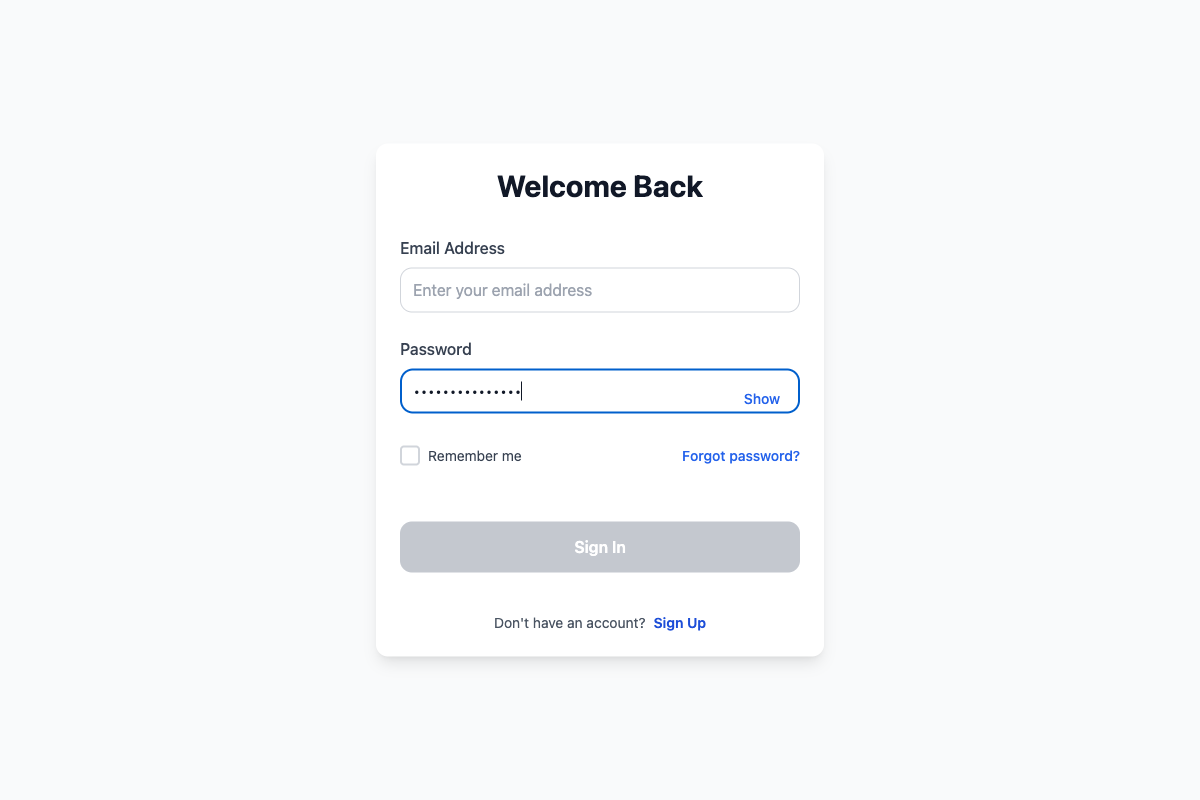 Welcome Back
Email Address
Enter your email address
Password
••••••••••••••• Show
Remember me Forgot password?
Sign In
Don't have an account? Sign Up